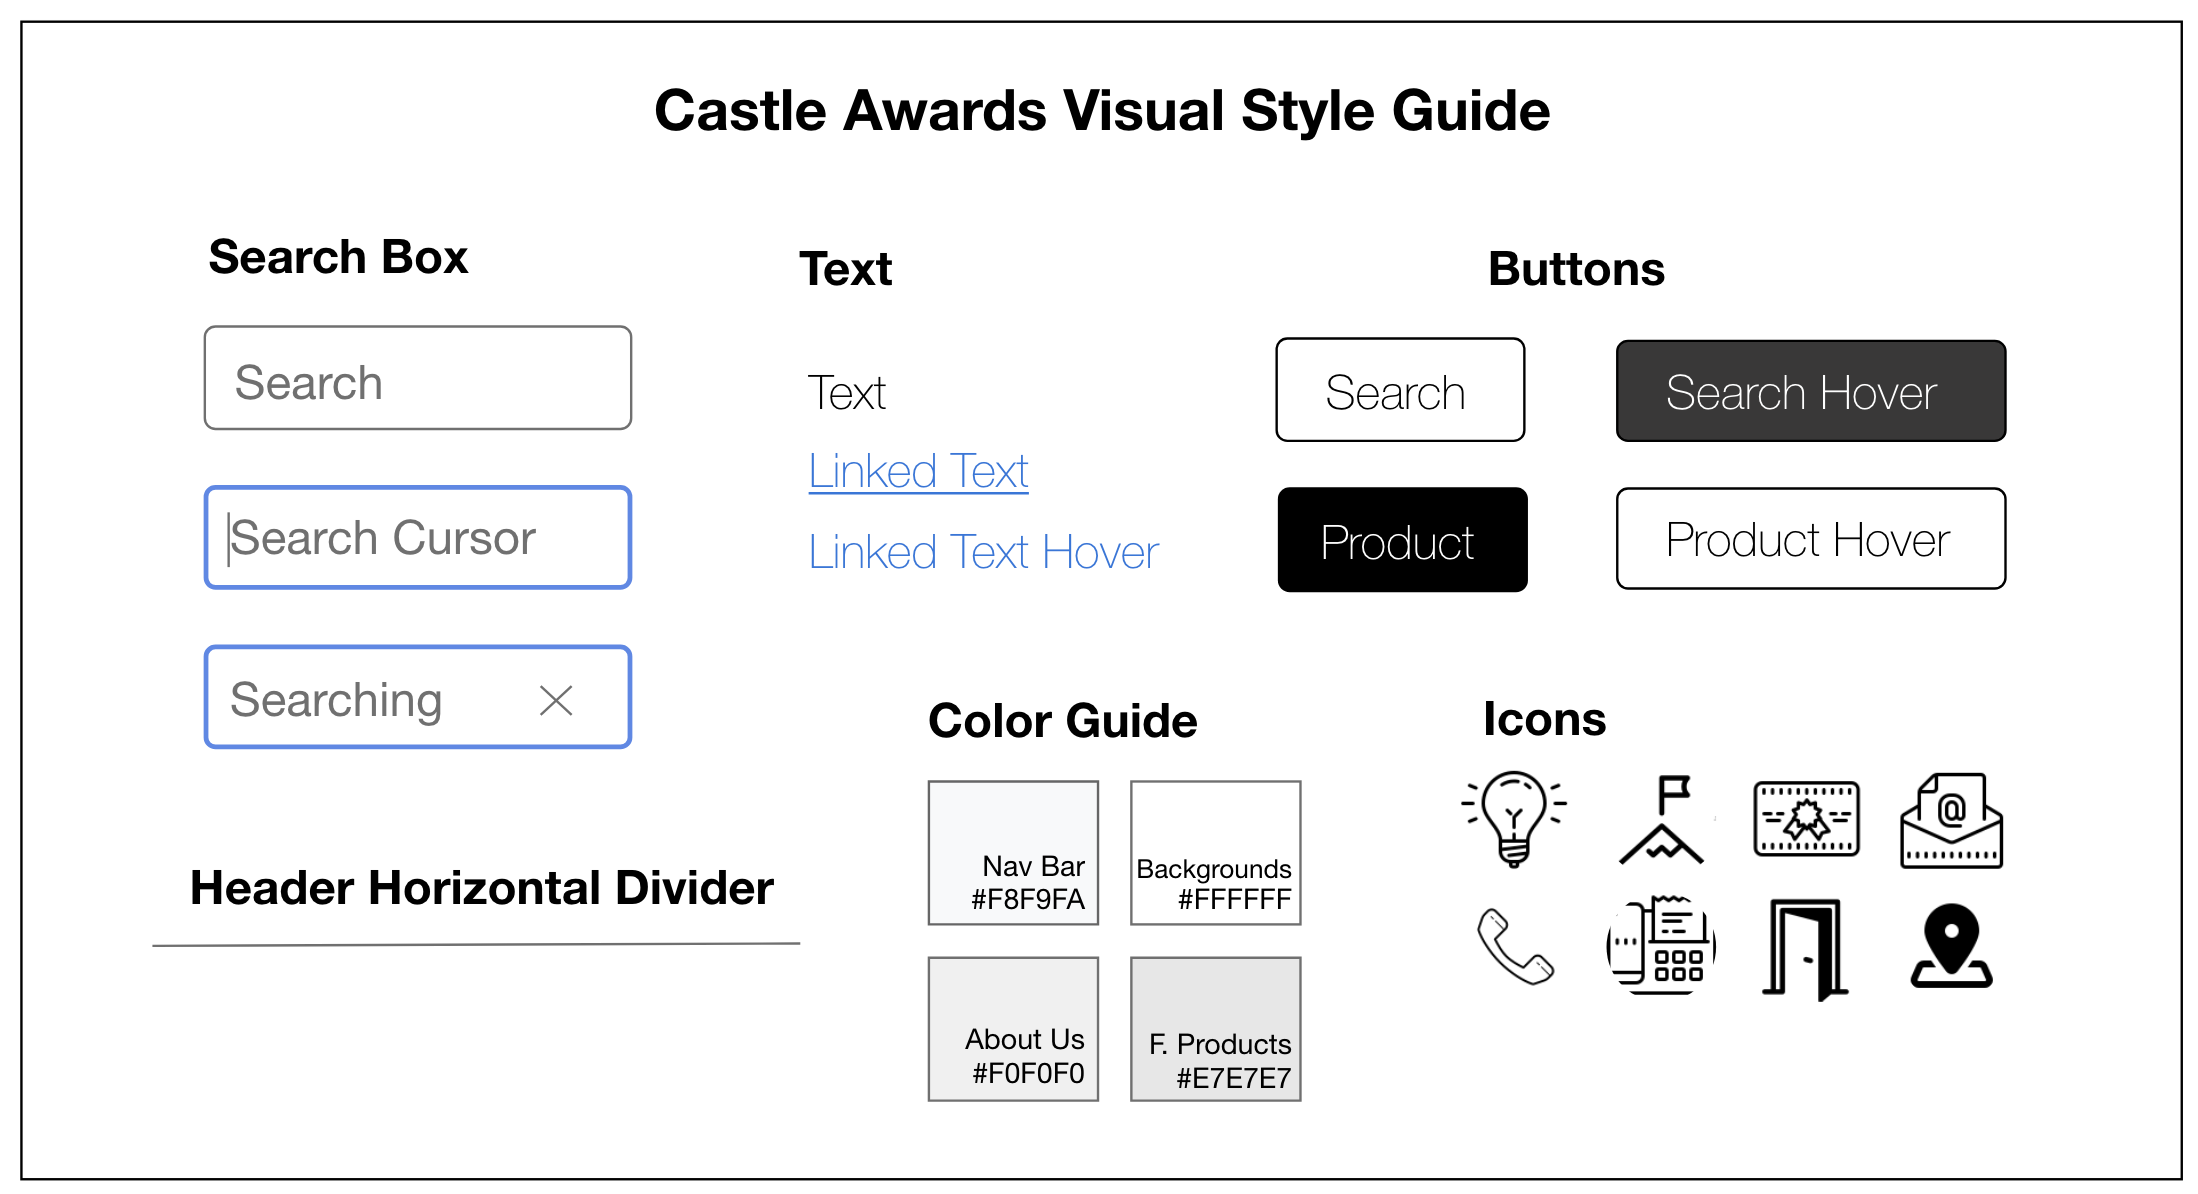 Castle Awards Visual Style Guide
Search Box
Search
Search Cursor
Searching
Header Horizontal Divider
Text
Text
Linked Text
Linked Text Hover
Buttons
Search
Search Hover
Product
Product Hover
Color Guide
Nav Bar
#F8F9FA
Backgrounds
#FFFFFF
About Us
#F0F0F0
F. Products
#E7E7E7
Icons
@